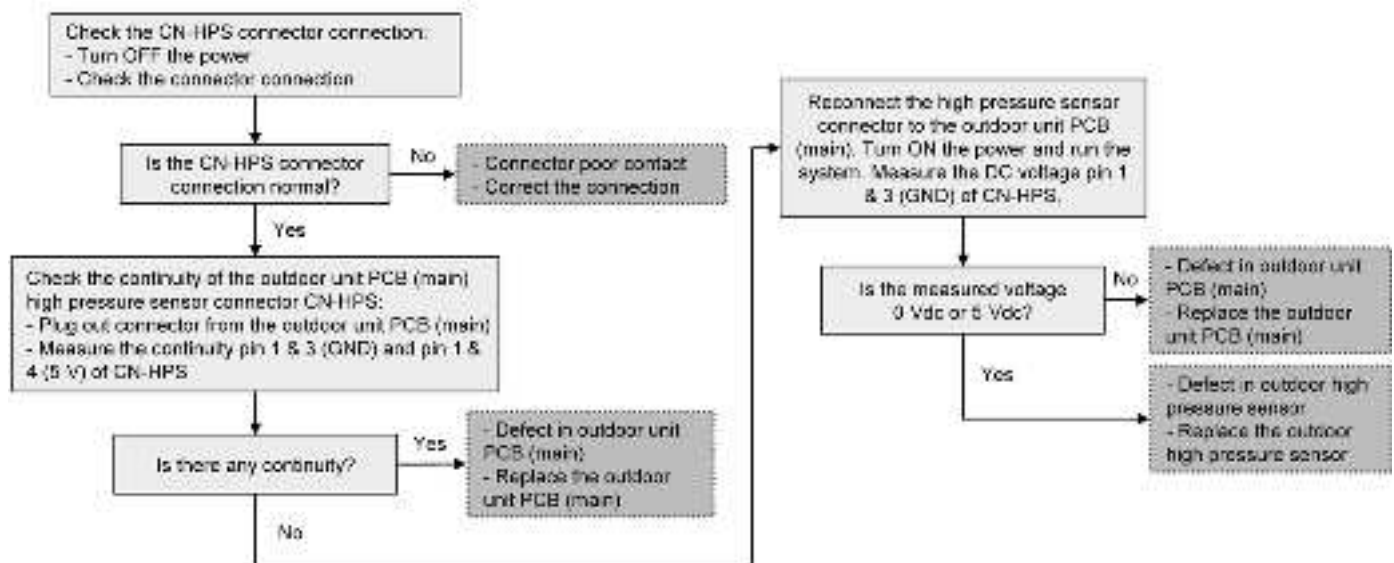 Check the CN-HPS connector connection:
- Turn OFF the power
- Check the connector connection
Is the CN-HPS connector
connection normal?
No
- Connector poor contact
- Correct the connection
Yes
Check the continuity of the outdoor unit PCB (main)
high pressure sensor connector CN-HPS:
- Plug out connector from the outdoor unit PCB (main)
- Measure the continuity pin 1 & 3 (GND) and pin 1 &
4 (5 V) of CN-HPS
Is there any continuity?
Yes
- Defect in outdoor unit
PCB (main)
- Replace the outdoor
unit PCB (main)
No
Reconnect the high pressure sensor
connector to the outdoor unit PCB
(main). Turn ON the power and run the
system. Measure the DC voltage pin 1
& 3 (GND) of CN-HPS.
Is the measured voltage
0 Vdc or 5 Vdc?
No
- Defect in outdoor unit
PCB (main)
- Replace the outdoor
unit PCB (main)
Yes
- Defect in outdoor high
pressure sensor
- Replace the outdoor
high pressure sensor